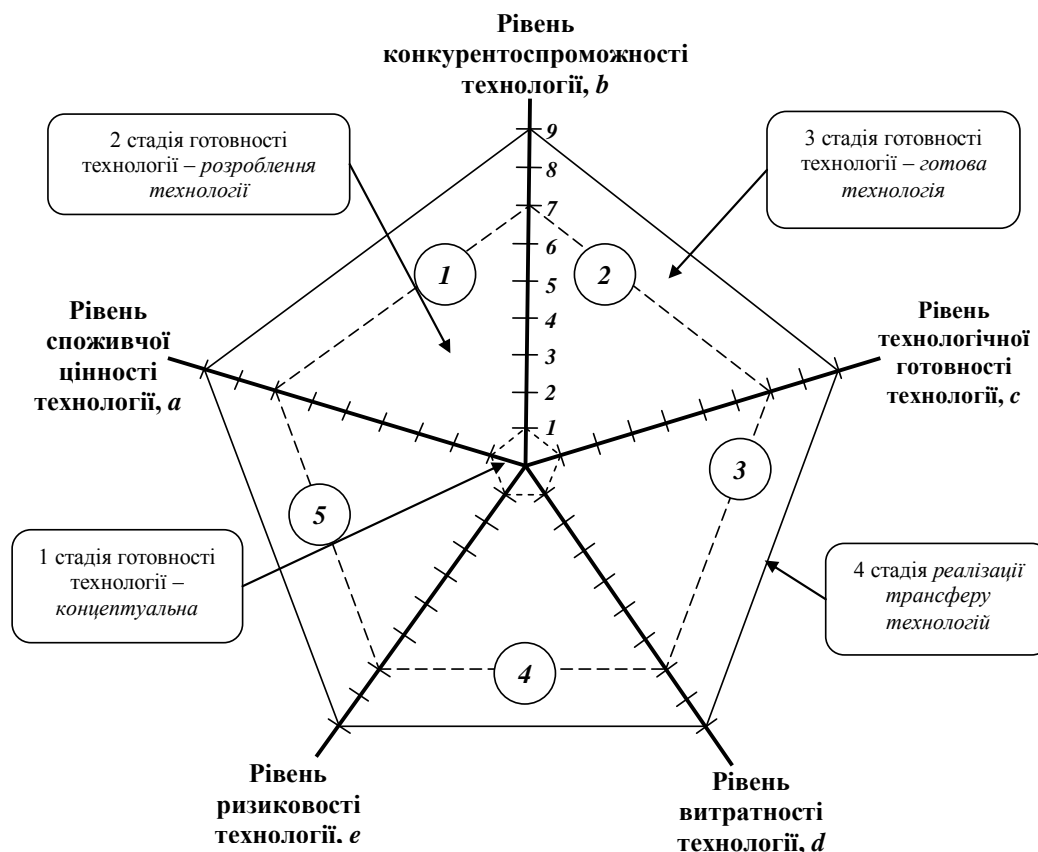 Рівень
конкурентоспроможності
технології, b
2 стадія готовності
технології – розроблення
технології
3 стадія готовності
технології – готова
технологія
9
8
7
6
5
4
3
2
1
1
2
Рівень
споживчої
цінності
технології, a
Рівень
технологічної
готовності
технології, c
3
5
1 стадія готовності
технології –
концептуальна
4 стадія реалізації
трансферу
технологій
4
Рівень
ризиковості
технології, e
Рівень
витратності
технології, d